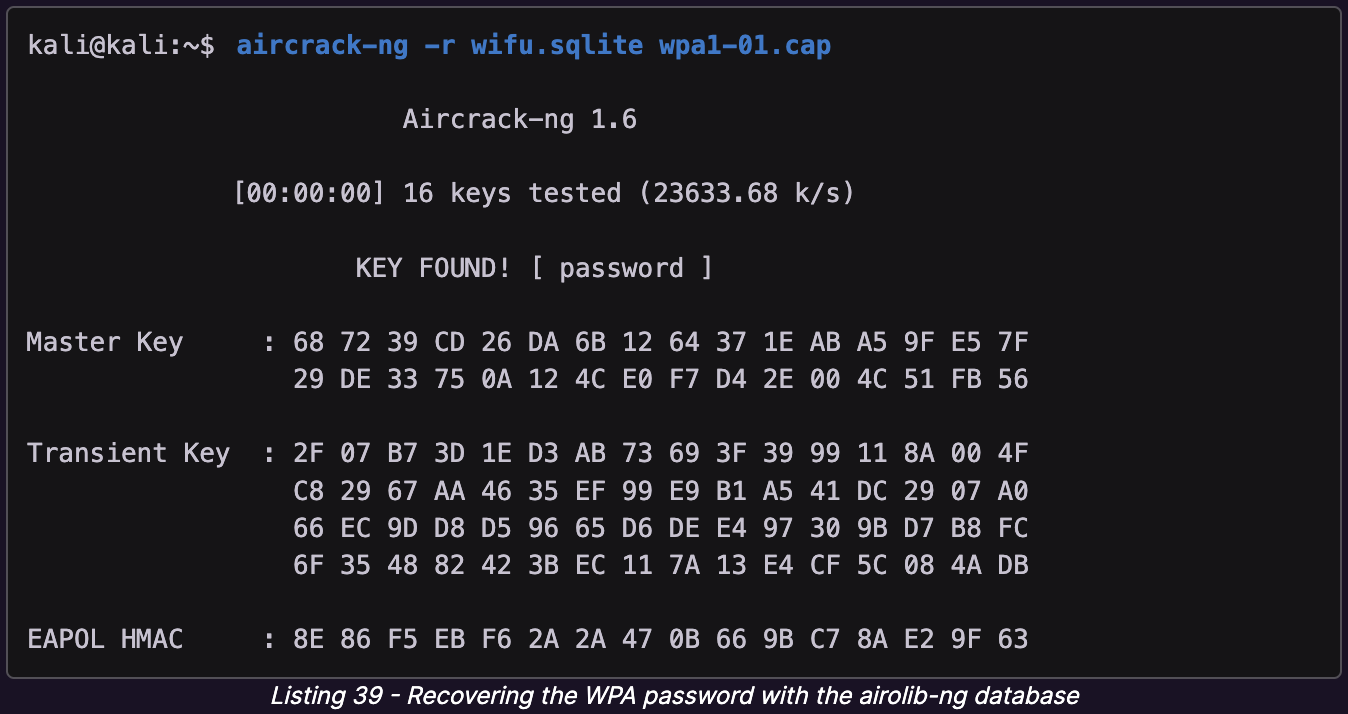 kali@kali:~$ aircrack-ng -r wifu.sqlite wpa1-01.cap
Aircrack-ng 1.6
[00:00:00] 16 keys tested (23633.68 k/s)
KEY FOUND! [ password ]
Master Key : 68 72 39 CD 26 DA 6B 12 64 37 1E AB A5 9F E5 7F
29 DE 33 75 0A 12 4C E0 F7 D4 2E 00 4C 51 FB 56
Transient Key : 2F 07 B7 3D 1E D3 AB 73 69 3F 39 99 11 8A 00 4F
C8 29 67 AA 46 35 EF 99 E9 B1 A5 41 DC 29 07 A0
66 EC 9D D8 D5 96 65 D6 DE E4 97 30 9B D7 B8 FC
6F 35 48 82 42 3B EC 11 7A 13 E4 CF 5C 08 4A DB
EAPOL HMAC : 8E 86 F5 EB F6 2A 2A 47 0B 66 9B C7 8A E2 9F 63
Listing 39 - Recovering the WPA password with the airolib-ng database